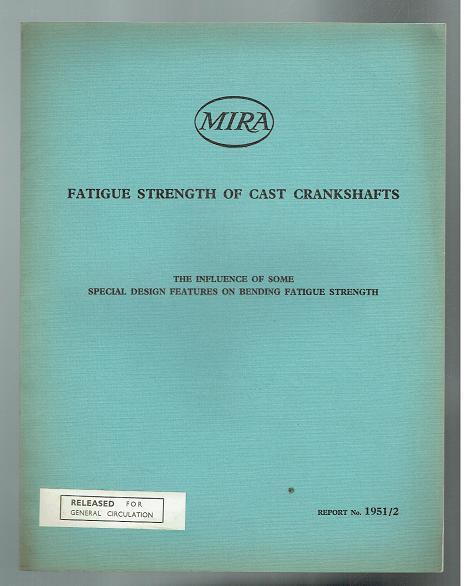 MIRA
FATIGUE STRENGTH OF CAST CRANKSHAFTS
THE INFLUENCE OF SOME
SPECIAL DESIGN FEATURES ON BENDING FATIGUE STRENGTH
RELEASED FOR
GENERAL CIRCULATION
REPORT No. 1951/2